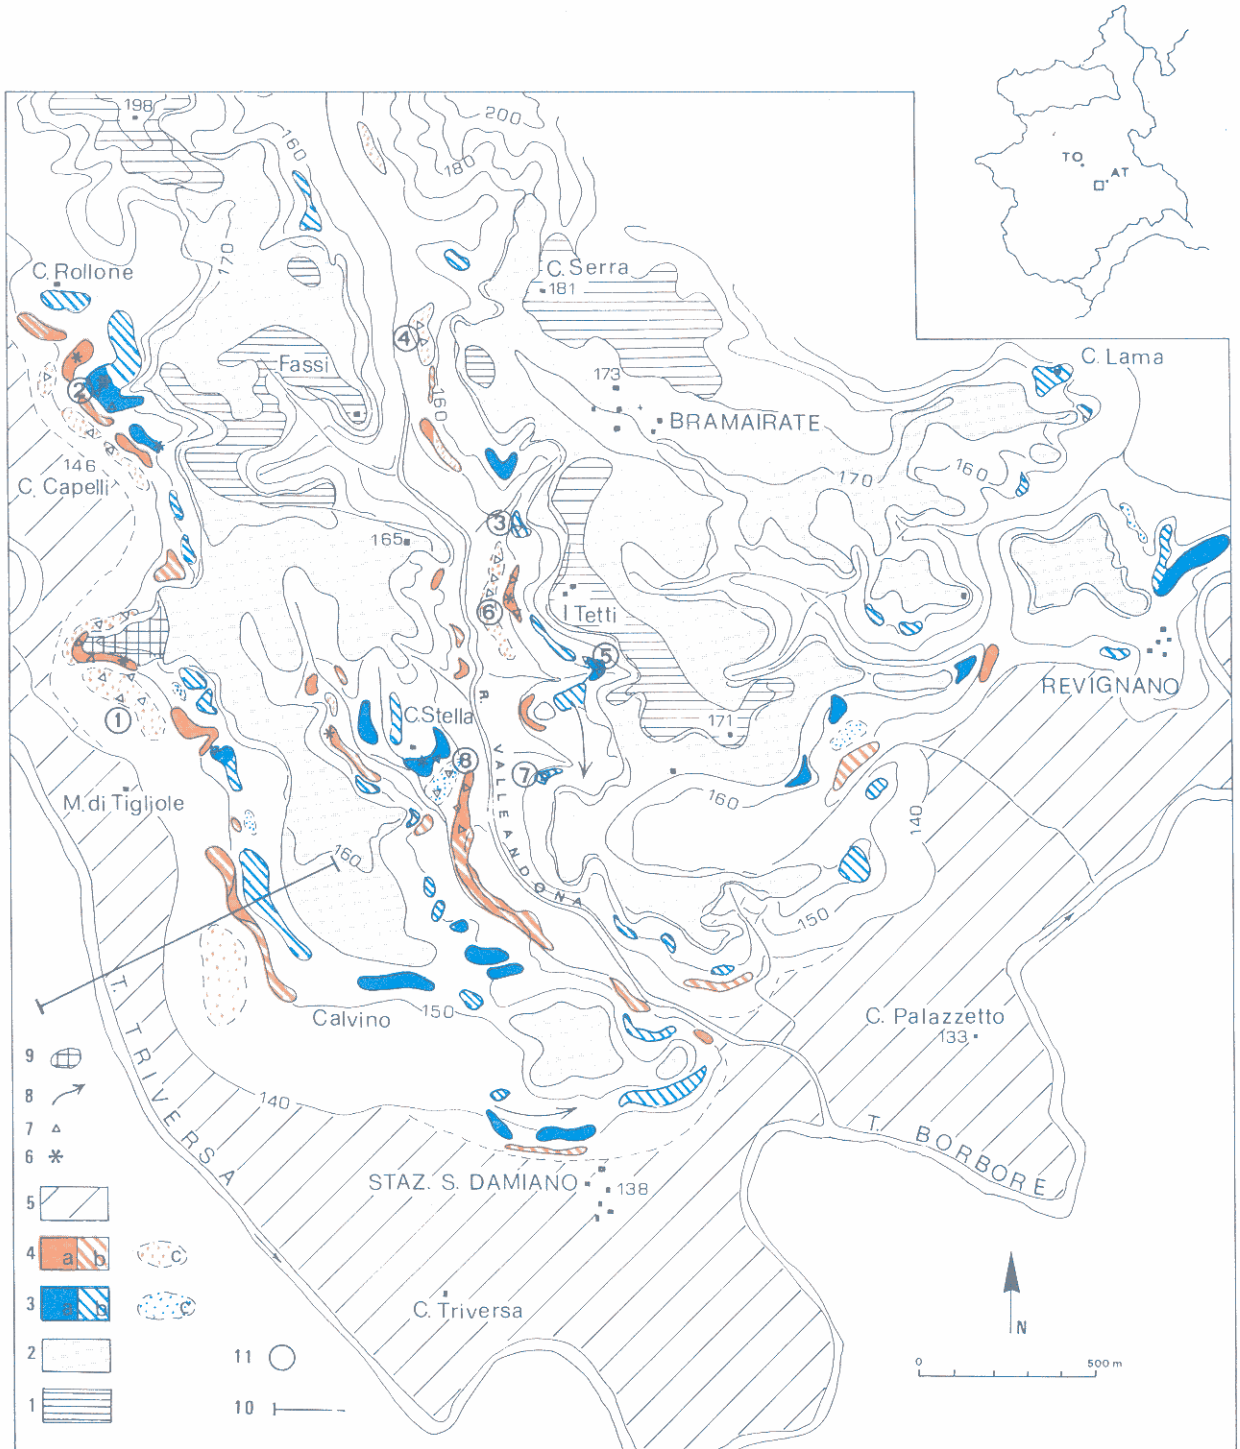 198
200
160
180
TO
AT
170
C. Rollone
C. Serra
181
4
Fassi
173
C. Lama
2
160
BRAMAIRATE
146
C. Capelli
170
160
3
165
6
I Tetti
5
1
R. VALLEANDONA
C. Stella
171
REVIGNANO
8
7
M. di Tigliole
160
140
160
150
T. TRIVERSA
Calvino
150
C. Palazzetto
133
9
8
140
7
T. BORBORE
6
STAZ. S. DAMIANO
138
5
4 a b c
3 a b c
C. Triversa
N
2
11
0 500 m
1
10